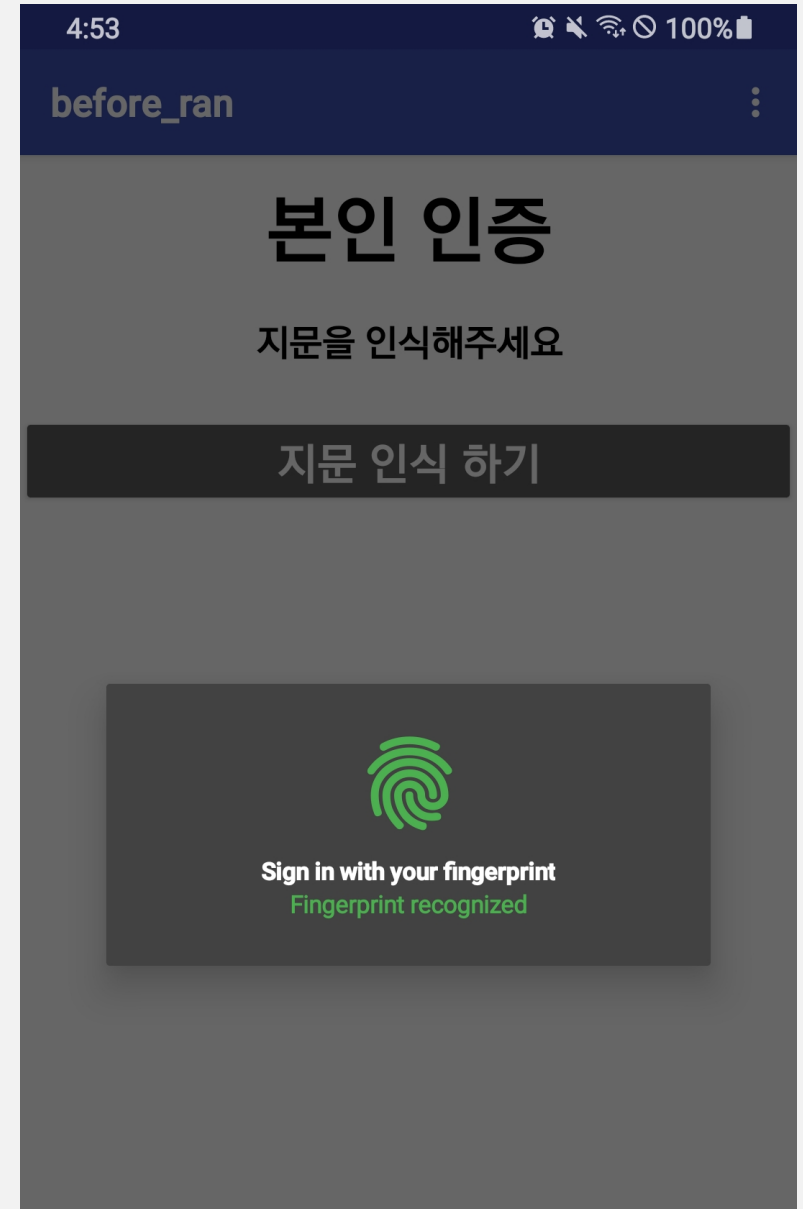 4:53 100%
before_ran
본인 인증
지문을 인식해주세요
지문 인식 하기
Sign in with your fingerprint
Fingerprint recognized